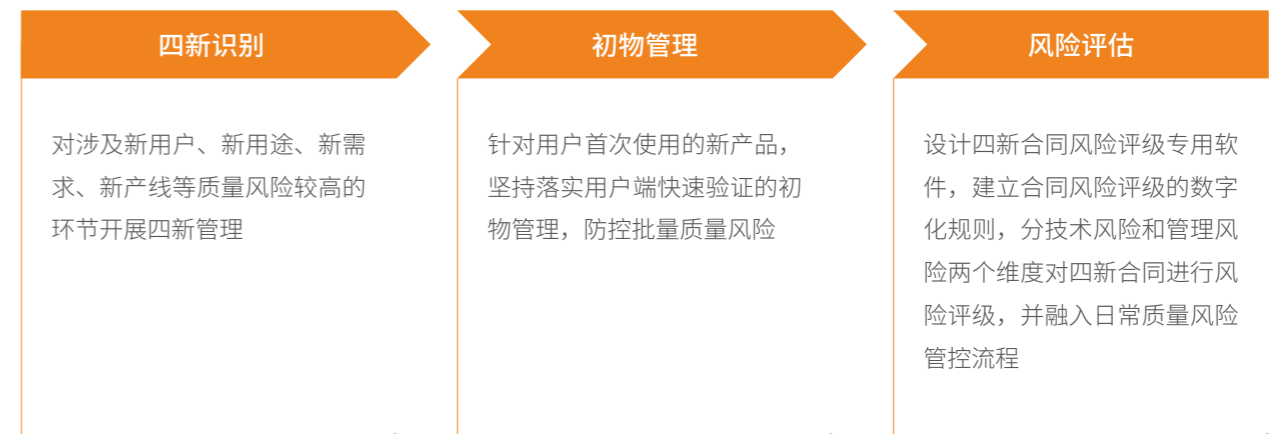 四新识别
对涉及新用户、新用途、新需
求、新产线等质量风险较高的
环节开展四新管理
初物管理
针对用户首次使用的新产品，
坚持落实用户端快速验证的初
物管理，防控批量质量风险
风险评估
设计四新合同风险评级专用软
件，建立合同风险评级的数字
化规则，分技术风险和管理风
险两个维度对四新合同进行风
险评级，并融入日常质量风险
管控流程